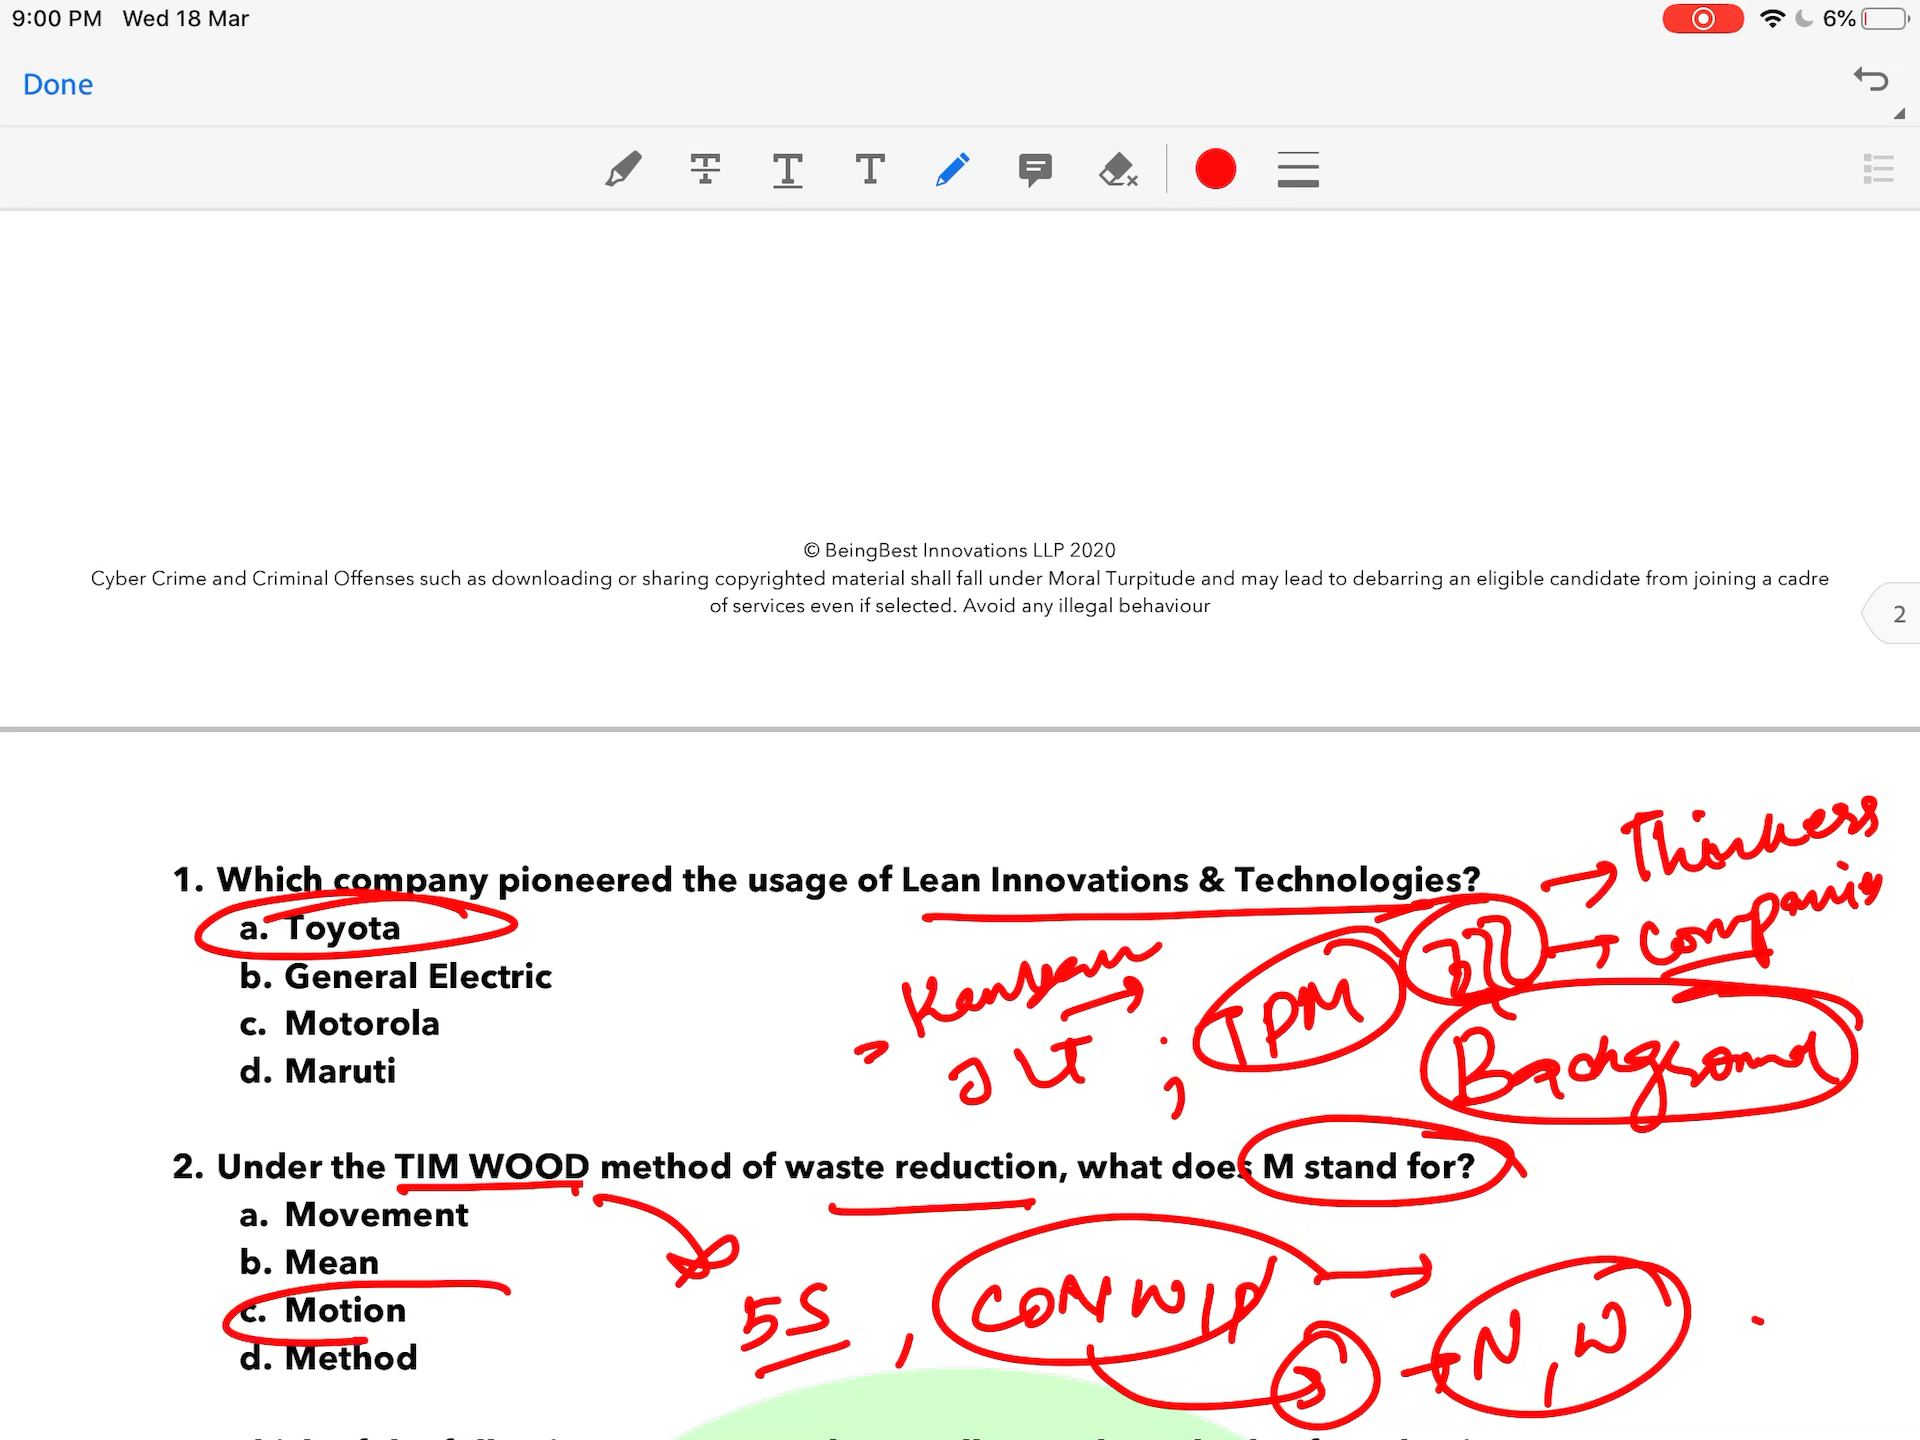 9:00 PM Wed 18 Mar
6%
Done
© BeingBest Innovations LLP 2020
Cyber Crime and Criminal Offenses such as downloading or sharing copyrighted material shall fall under Moral Turpitude and may lead to debarring an eligible candidate from joining a cadre
of services even if selected. Avoid any illegal behaviour
2
1. Which company pioneered the usage of Lean Innovations & Technologies?
a. Toyota
b. General Electric
c. Motorola
d. Maruti
Thinkers
Companies
TPM
Background
2. Under the TIM WOOD method of waste reduction, what does M stand for?
a. Movement
b. Mean
c. Motion
d. Method
5S, CONWIP
3
N, W